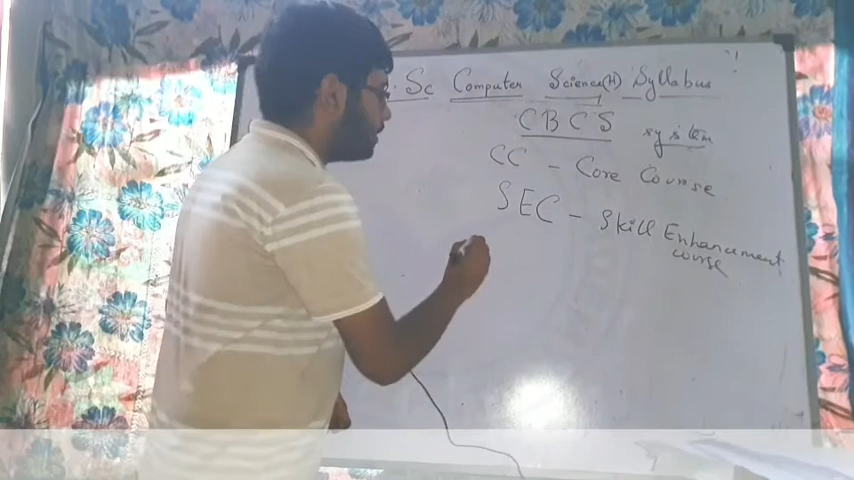 . Sc Computer Science(H) Syllabus
CBCS system
CC - Core Course
SEC - Skill Enhancement
course